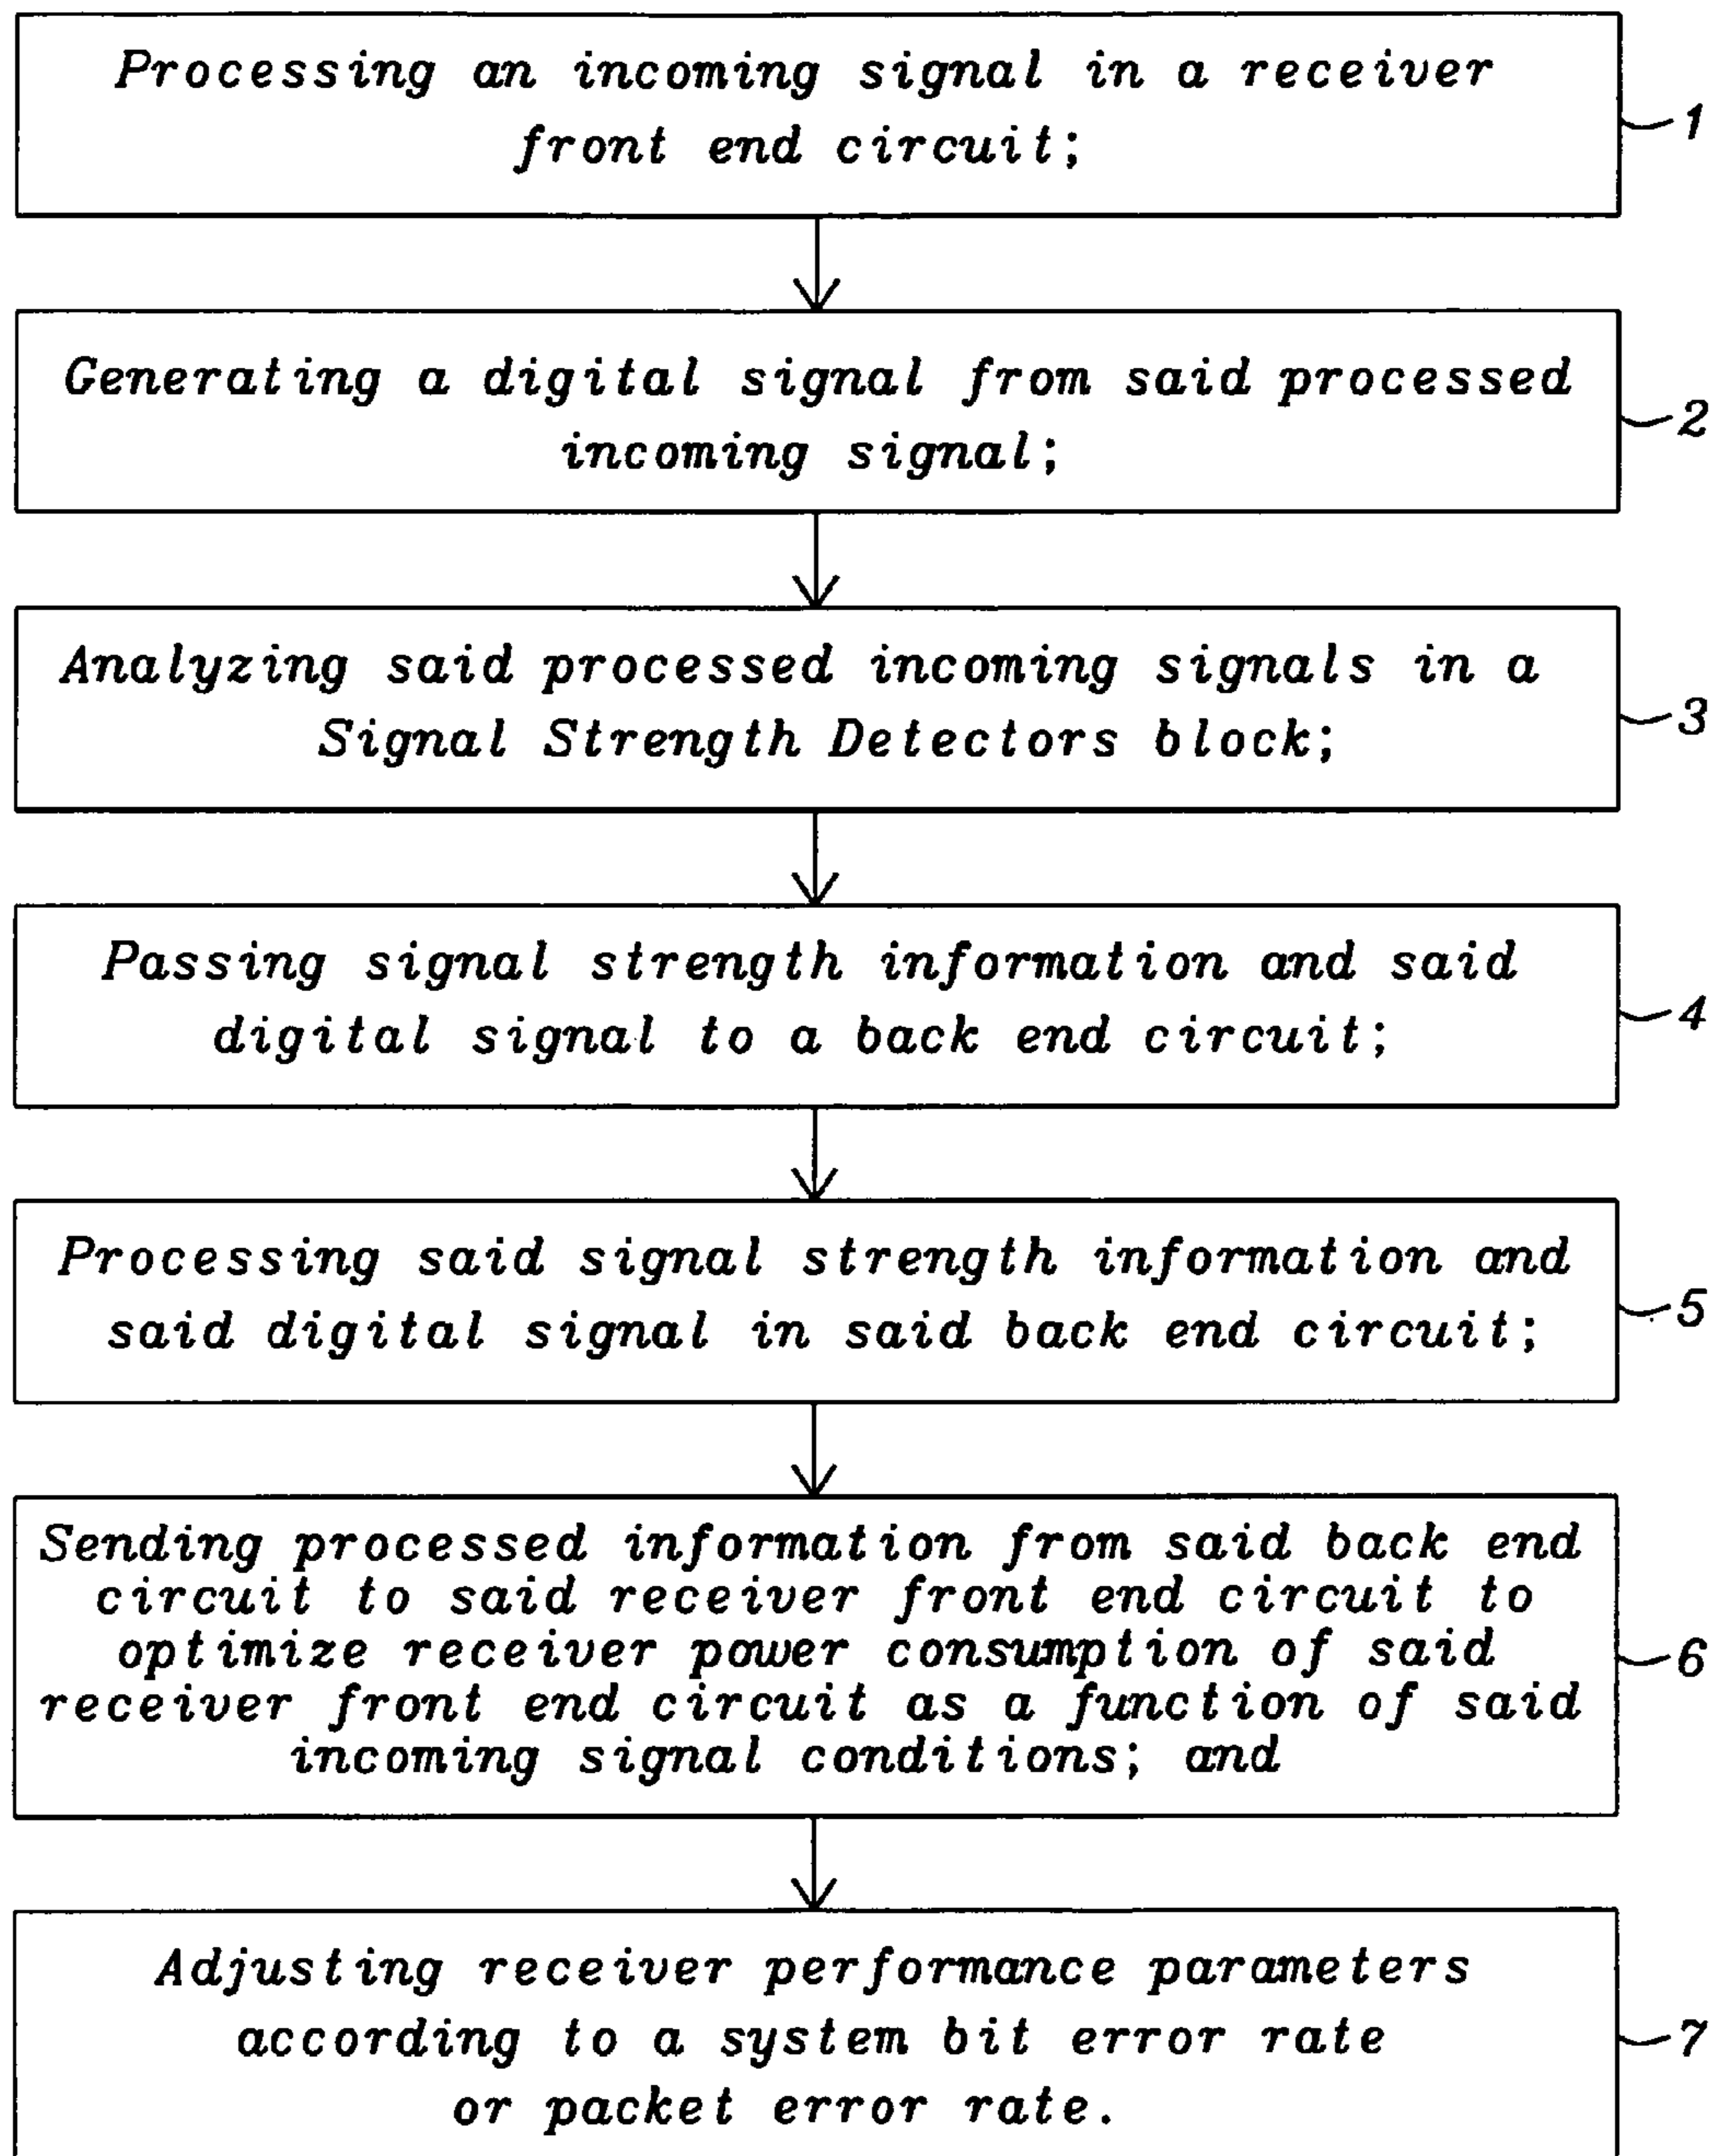 Processing an incoming signal in a receiver
front end circuit;
1
Generating a digital signal from said processed
incoming signal;
2
Analyzing said processed incoming signals in a
Signal Strength Detectors block;
3
Passing signal strength information and said
digital signal to a back end circuit;
4
Processing said signal strength information and
said digital signal in said back end circuit;
5
Sending processed information from said back end
circuit to said receiver front end circuit to
optimize receiver power consumption of said
receiver front end circuit as a function of said
incoming signal conditions; and
6
Adjusting receiver performance parameters
according to a system bit error rate
or packet error rate.
7